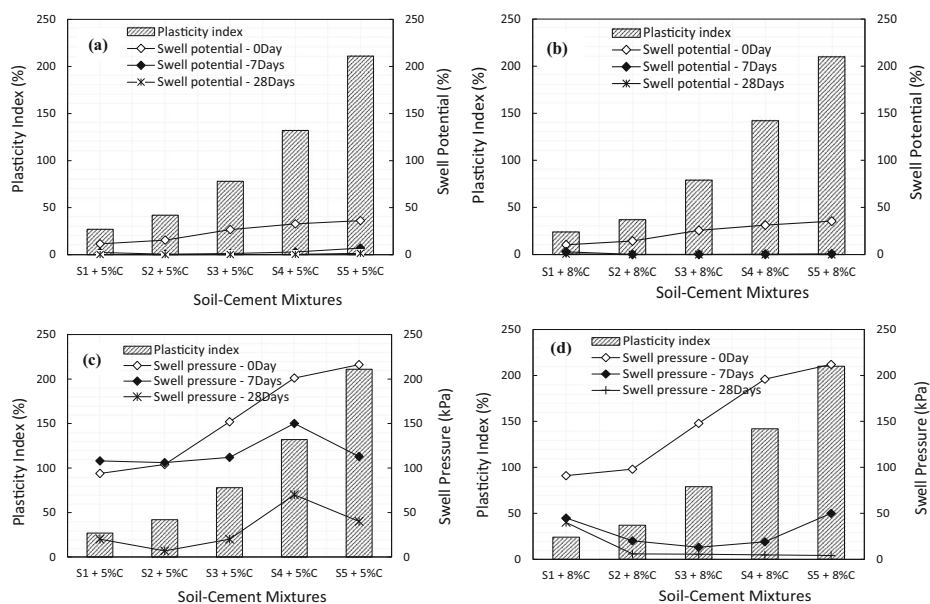 (a)
Plasticity index
Swell potential - 0Day
Swell potential -7Days
Swell potential - 28Days
Plasticity Index (%)
250
200
150
100
50
0
Swell Potential (%)
250
200
150
100
50
0
S1 + 5%C S2 + 5%C S3 + 5%C S4 + 5%C S5 + 5%C
Soil-Cement Mixtures
(b)
Plasticity index
Swell potential - 0Day
Swell potential - 7Days
Swell potential - 28Days
Plasticity Index (%)
250
200
150
100
50
0
Swell Potential (%)
250
200
150
100
50
0
S1 + 8%C S2 + 8%C S3 + 8%C S4 + 8%C S5 + 8%C
Soil-Cement Mixtures
(c)
Plasticity index
Swell pressure - 0Day
Swell pressure - 7Days
Swell pressure - 28Days
Plasticity Index (%)
250
200
150
100
50
0
Swell Pressure (kPa)
250
200
150
100
50
0
S1 + 5%C S2 + 5%C S3 + 5%C S4 + 5%C S5 + 5%C
Soil-Cement Mixtures
(d)
Plasticity index
Swell pressure - 0Day
Swell pressure - 7Days
Swell pressure - 28Days
Plasticity Index (%)
250
200
150
100
50
0
Swell Pressure (kPa)
250
200
150
100
50
0
S1 + 8%C S2 + 8%C S3 + 8%C S4 + 8%C S5 + 8%C
Soil-Cement Mixtures